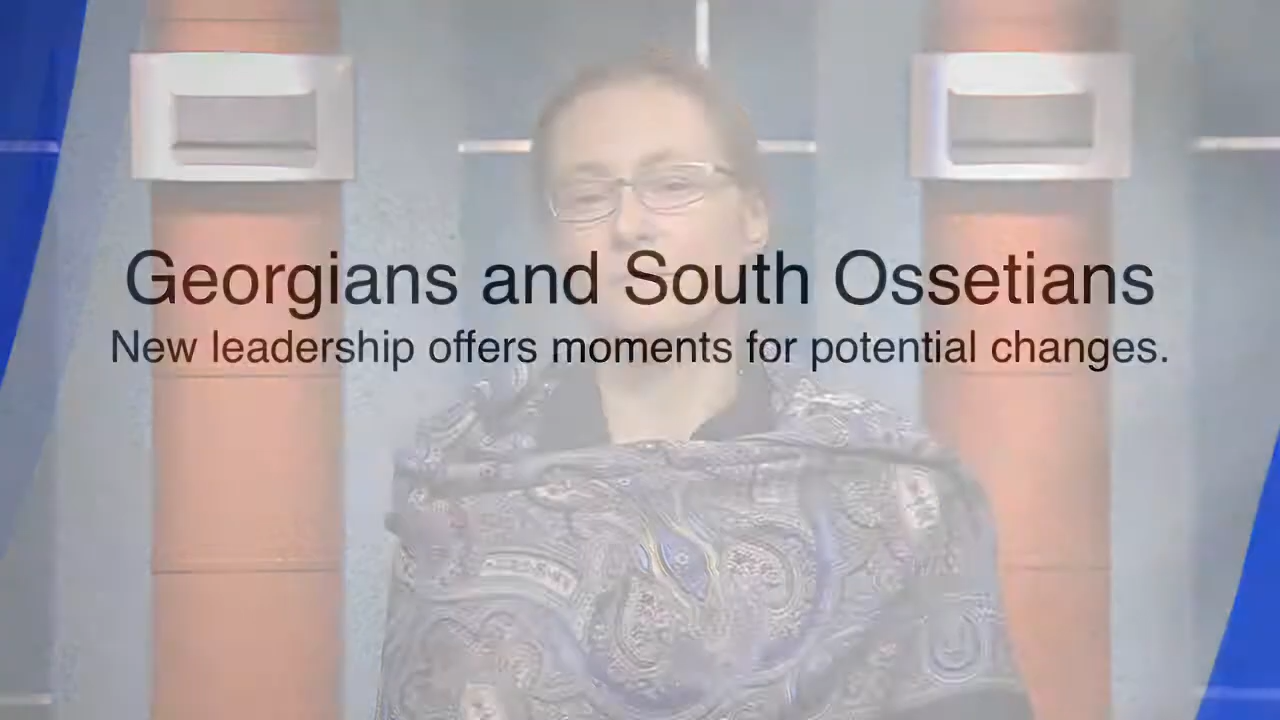 Georgians and South Ossetians
New leadership offers moments for potential changes.